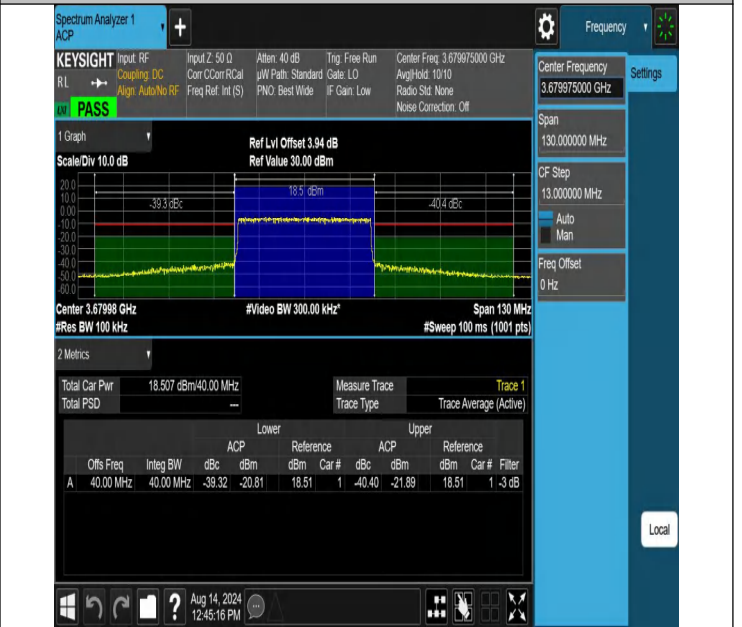 Spectrum Analyzer 1
ACP
+
Frequency
KEYSIGHT Input: RF Input Z: 50 Ω Atten: 40 dB Trig: Free Run Center Freq: 3.679975000 GHz
RL Coupling: DC Corr CCorr RCal µW Path: Standard Gate: LO Avg|Hold: 10/10
Align: Auto/No RF Freq Ref: Int (S) PNO: Best Wide IF Gain: Low Radio Std: None
PASS Noise Correction: Off
Center Frequency
3.679975000 GHz
Settings
Span
130.000000 MHz
CF Step
13.000000 MHz
Auto
Man
Freq Offset
0 Hz
1 Graph
Ref Lvl Offset 3.94 dB
Scale/Div 10.0 dB Ref Value 30.00 dBm
20.0
10.0
0.00
-10.0
-20.0
-30.0
-40.0
-50.0
-60.0
-39.3 dBc 18.5 dBm -40.4 dBc
Center 3.67998 GHz #Video BW 300.00 kHz* Span 130 MHz
#Res BW 100 kHz #Sweep 100 ms (1001 pts)
2 Metrics
Total Car Pwr 18.507 dBm/40.00 MHz Measure Trace Trace 1
Total PSD --- Trace Type Trace Average (Active)
Lower Upper
ACP Reference ACP Reference
Offs Freq Integ BW dBc dBm dBm Car # dBc dBm dBm Car # Filter
A 40.00 MHz 40.00 MHz -39.32 -20.81 18.51 1 -40.40 -21.89 18.51 1 -3 dB
Local
? Aug 14, 2024
12:45:16 PM